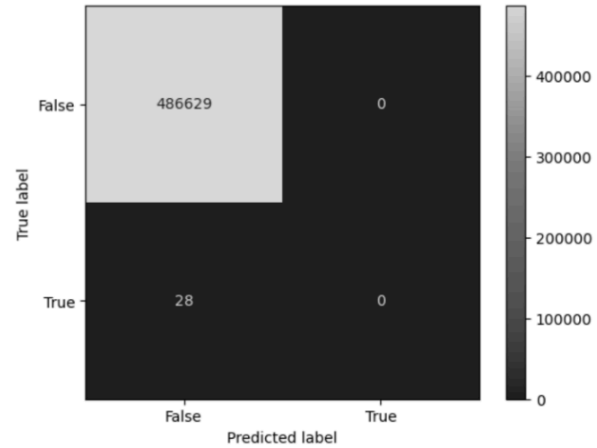 False
486629
0
True
28
0
False
True
Predicted label
True label
400000
300000
200000
100000
0